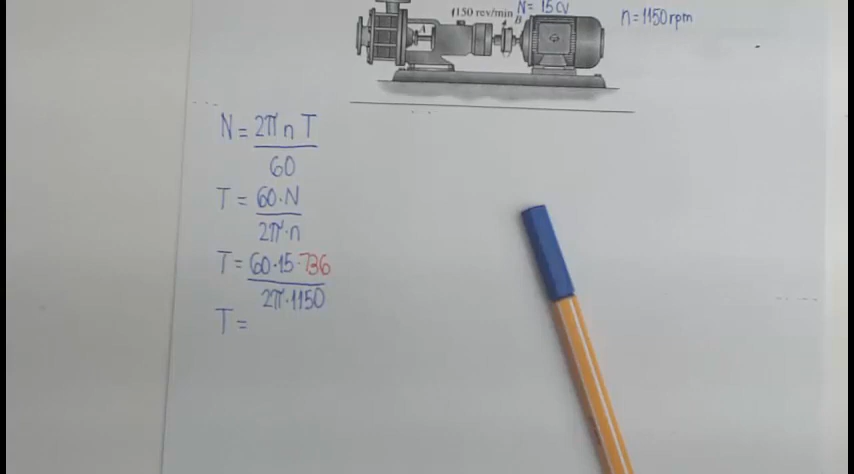 1150 rev/min N= 15 CV
n=1150 rpm
A
B
N = 2π n T
60
T = 60·N
2π·n
T = 60·15·736
2π·1150
T =